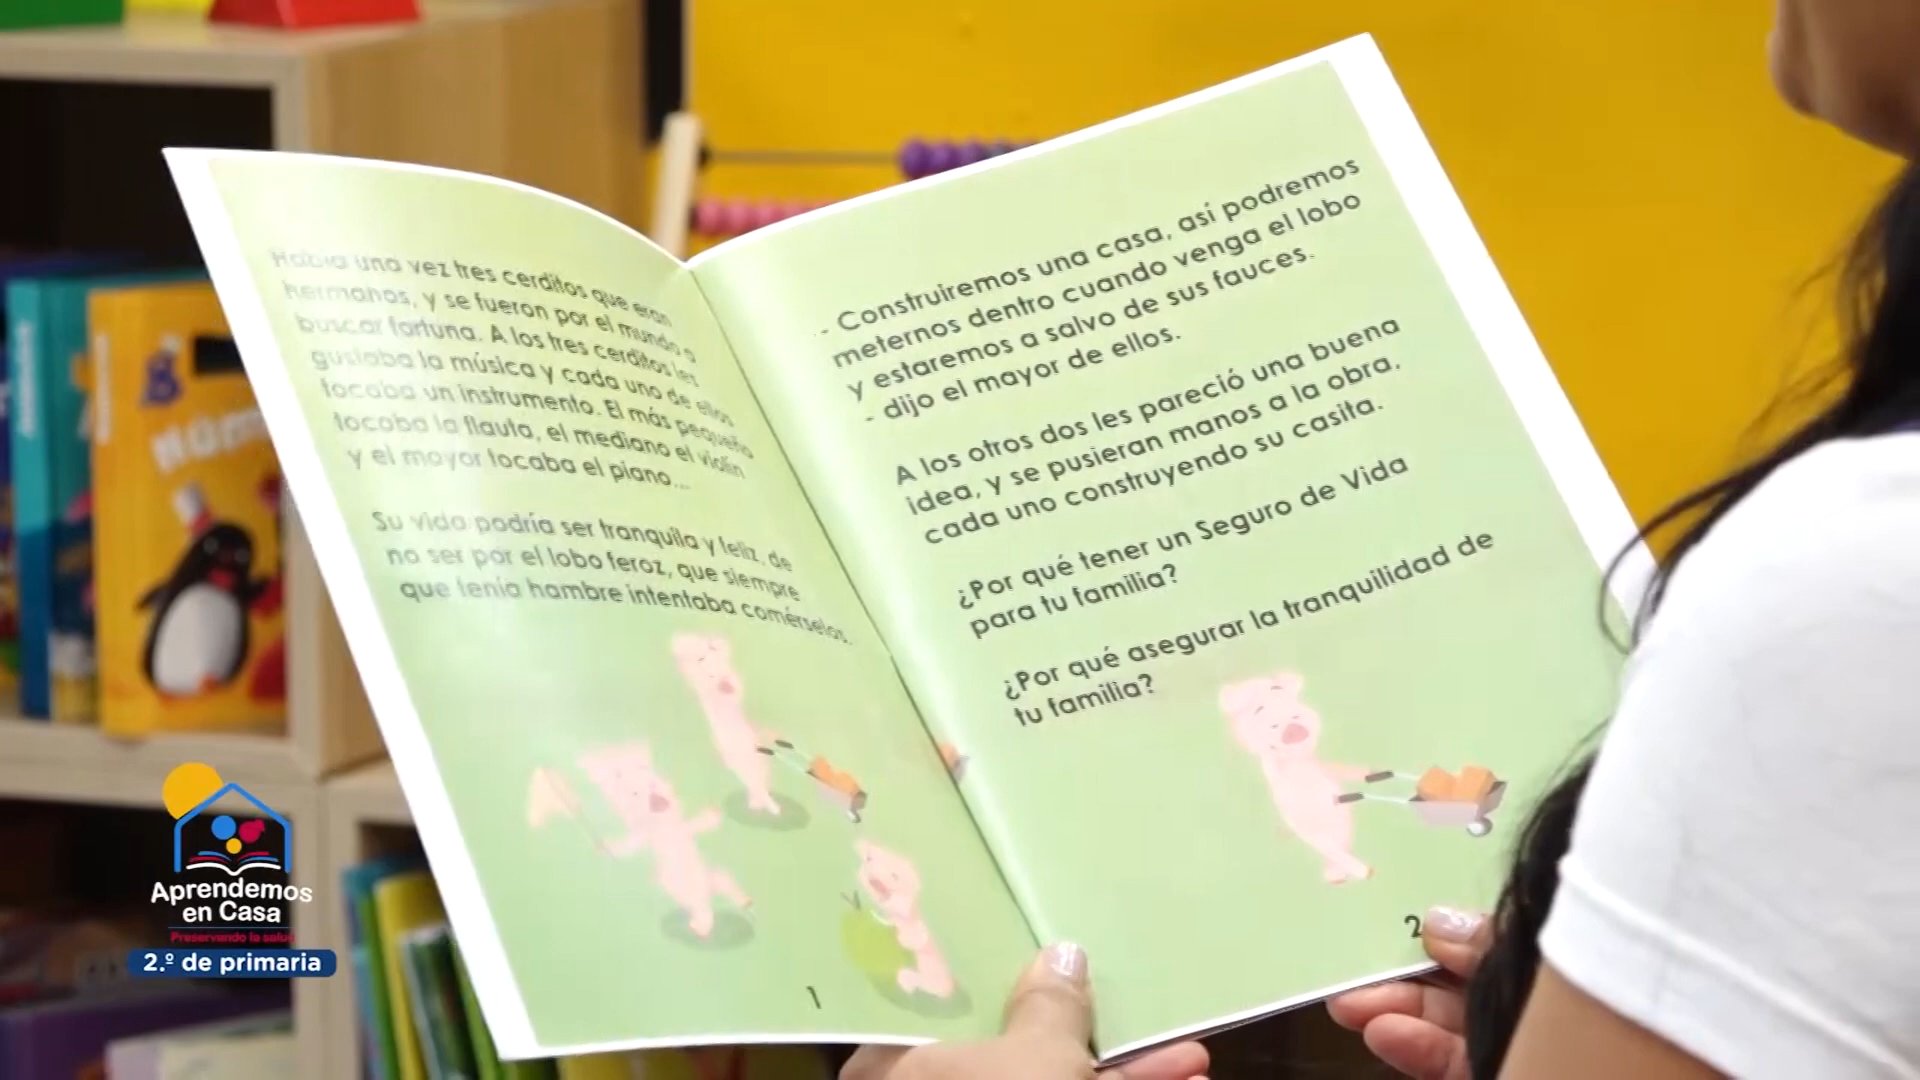 Había una vez tres cerditos que eran
hermanos, y se fueron por el mundo a
buscar fortuna. A los tres cerditos les
gustaba la música y cada uno de ellos
tocaba un instrumento. El más pequeño
tocaba la flauta, el mediano el violín
y el mayor tocaba el piano...
Su vida podría ser tranquila y feliz, de
no ser por el lobo feroz, que siempre
que tenía hambre intentaba comérselos.
1
- Construiremos una casa, así podremos
meternos dentro cuando venga el lobo
y estaremos a salvo de sus fauces.
- dijo el mayor de ellos.
A los otros dos les pareció una buena
idea, y se pusieran manos a la obra,
cada uno construyendo su casita.
¿Por qué tener un Seguro de Vida
para tu familia?
¿Por qué asegurar la tranquilidad de
tu familia?
2
Aprendemos
en Casa
Preservando la salud
2.º de primaria